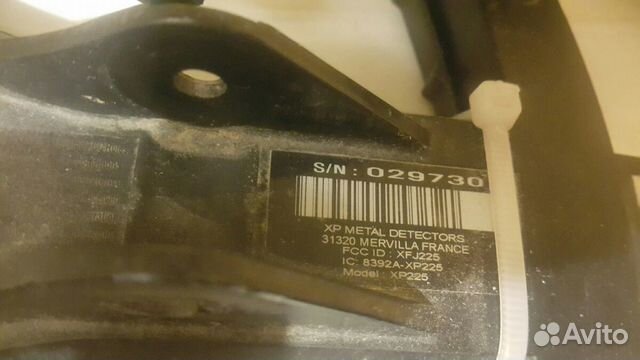 S/N: 029730
XP METAL DETECTORS
31320 MERVILLA FRANCE
FCC ID : XFJ225
IC: 8392A-XP225
Model : XP225
Avito